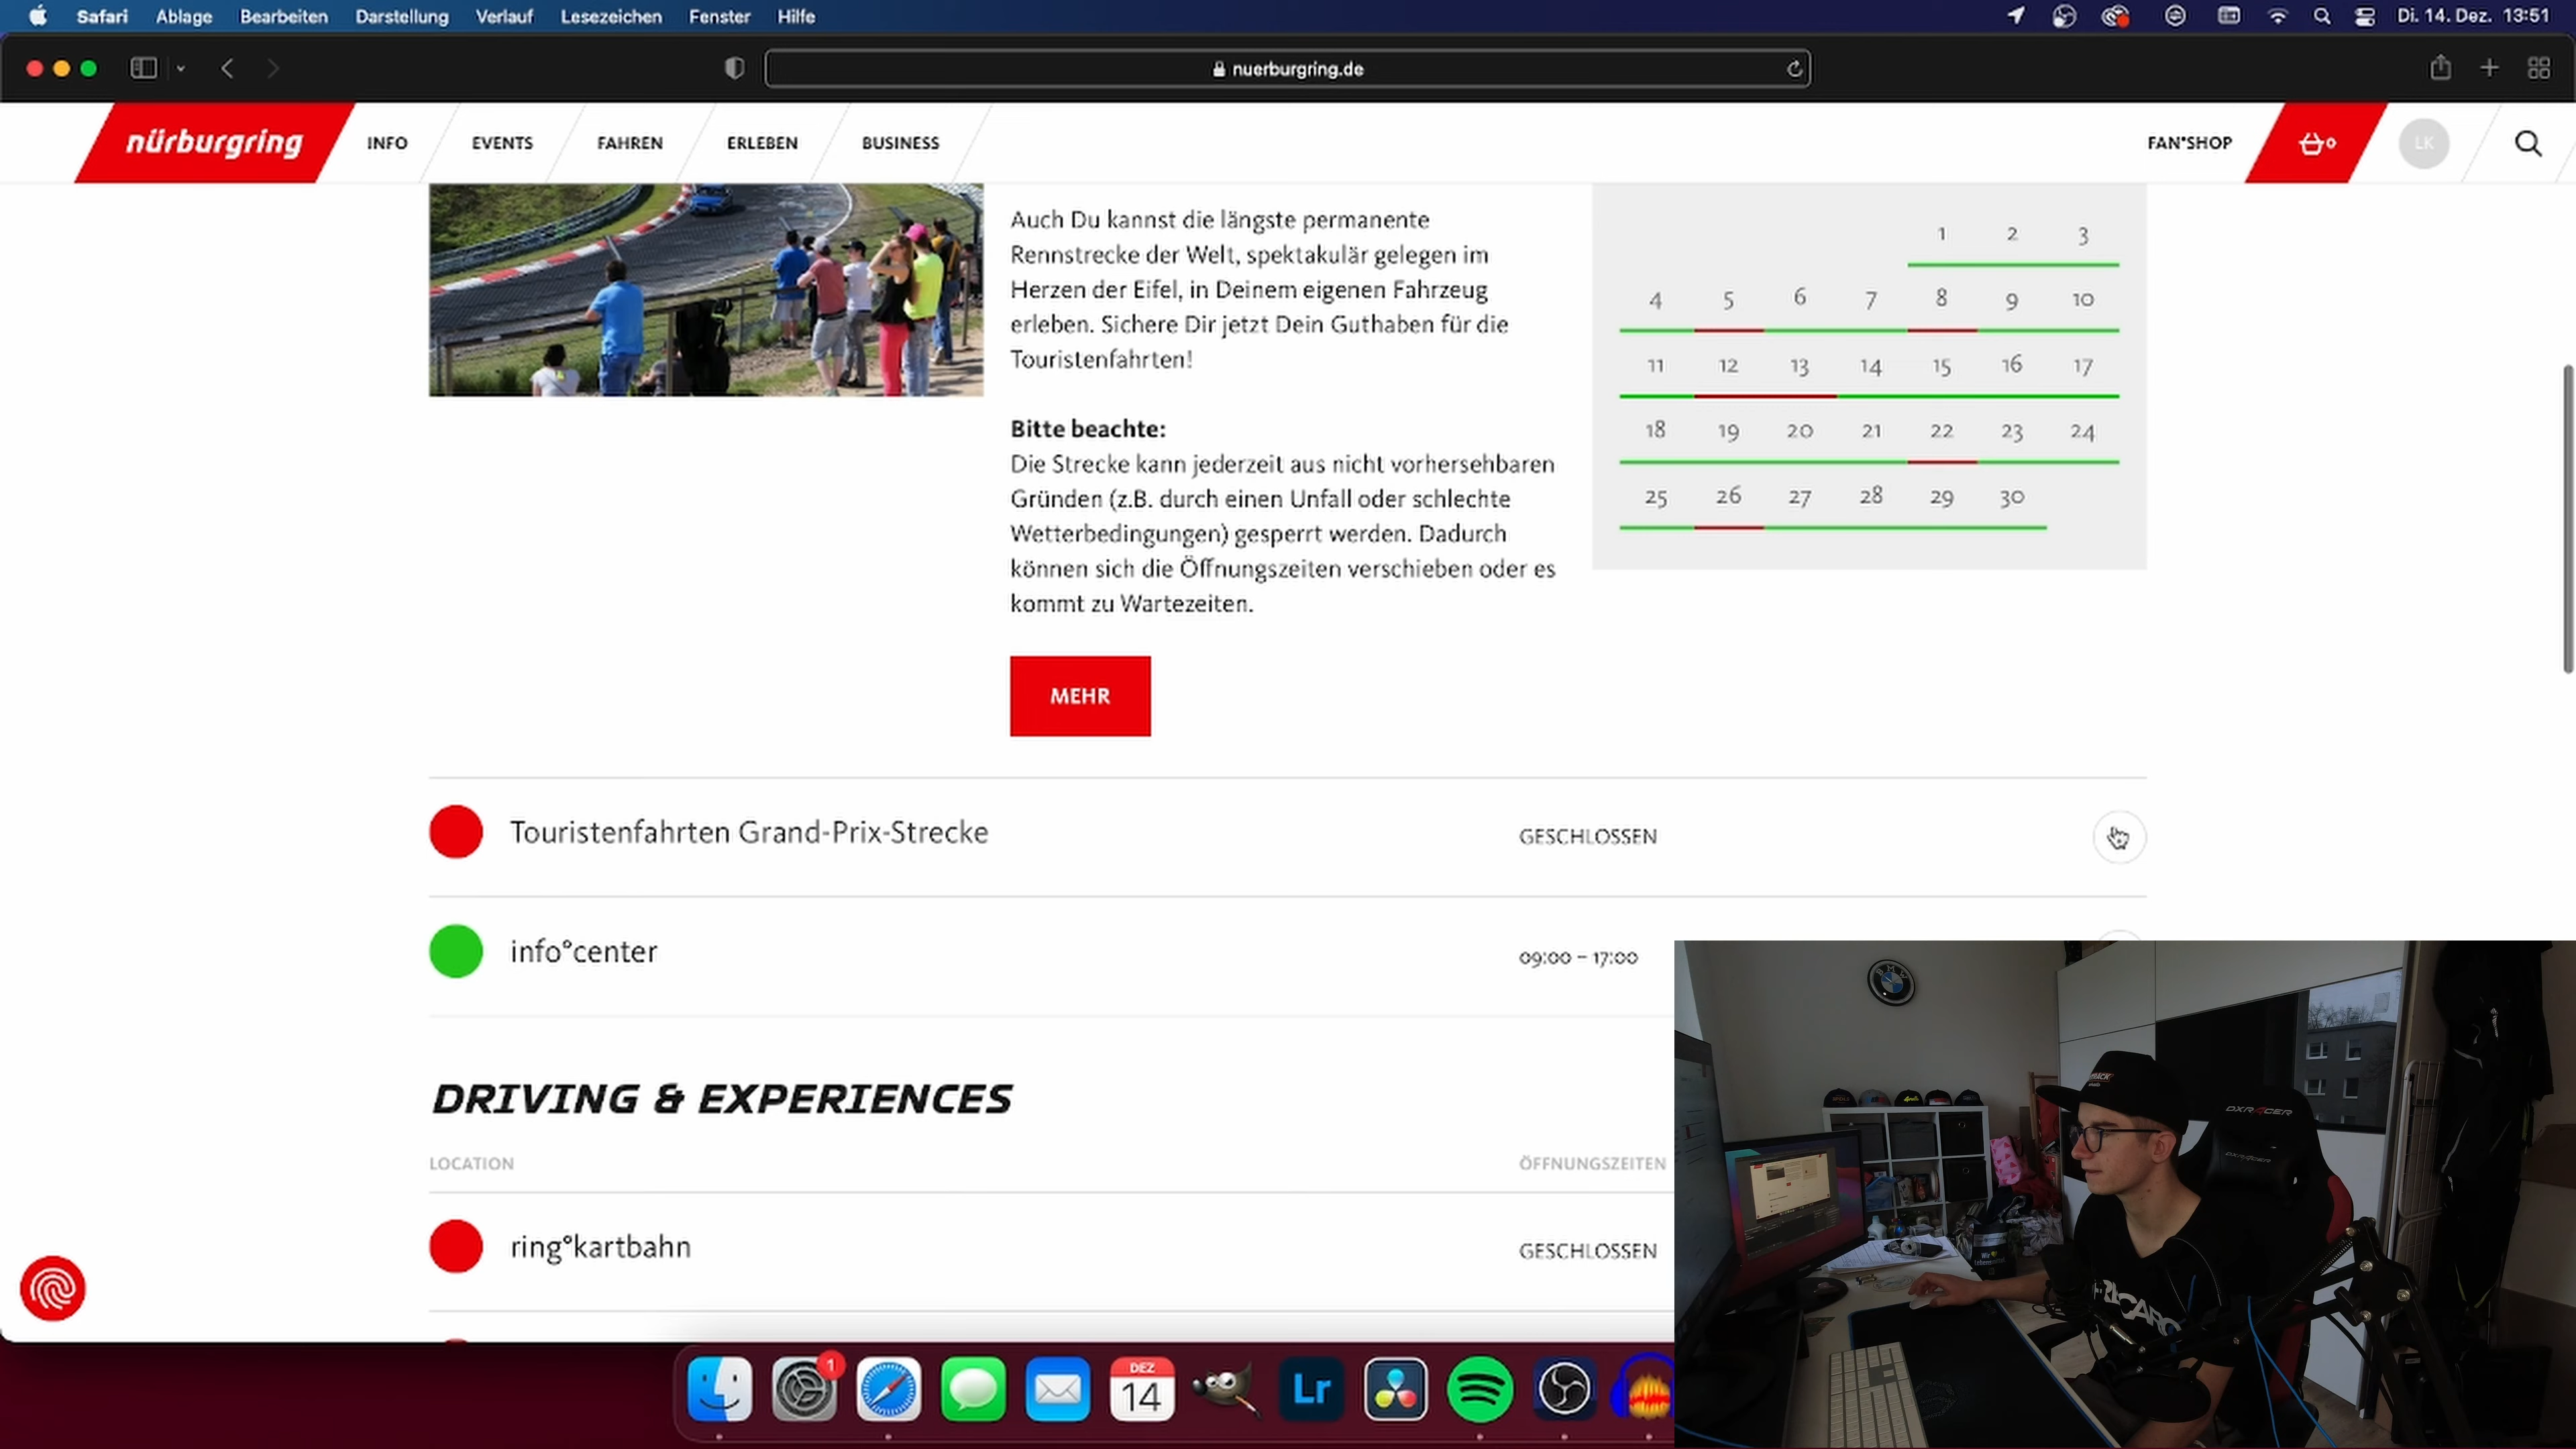 Safari Ablage Bearbeiten Darstellung Verlauf Lesezeichen Fenster Hilfe Di. 14. Dez. 13:51
nuerburgring.de
nürburgring INFO EVENTS FAHREN ERLEBEN BUSINESS FAN°SHOP 0 LK
Auch Du kannst die längste permanente
Rennstrecke der Welt, spektakulär gelegen im
Herzen der Eifel, in Deinem eigenen Fahrzeug
erleben. Sichere Dir jetzt Dein Guthaben für die
Touristenfahrten!
Bitte beachte:
Die Strecke kann jederzeit aus nicht vorhersehbaren
Gründen (z.B. durch einen Unfall oder schlechte
Wetterbedingungen) gesperrt werden. Dadurch
können sich die Öffnungszeiten verschieben oder es
kommt zu Wartezeiten.
MEHR
1 2 3
4 5 6 7 8 9 10
11 12 13 14 15 16 17
18 19 20 21 22 23 24
25 26 27 28 29 30
Touristenfahrten Grand-Prix-Strecke GESCHLOSSEN
info°center 09:00 – 17:00
DRIVING & EXPERIENCES
LOCATION ÖFFNUNGSZEITEN
ring°kartbahn GESCHLOSSEN
1
DEZ
14
Lr
BMW
DXRACER
DXRACER